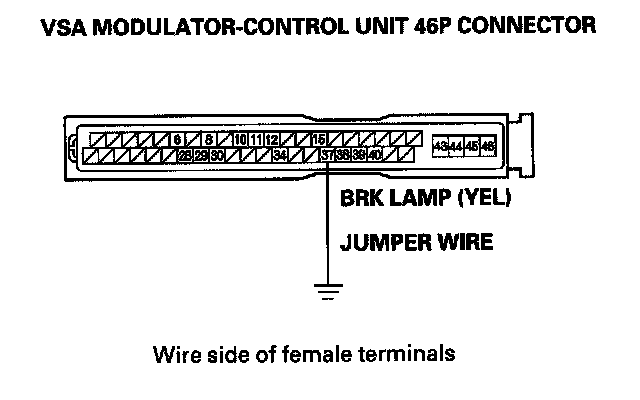 VSA MODULATOR-CONTROL UNIT 46P CONNECTOR
6 8 10 11 12 15
28 29 30 34 37 38 39 40
43 44 45 46
BRK LAMP (YEL)
JUMPER WIRE
Wire side of female terminals